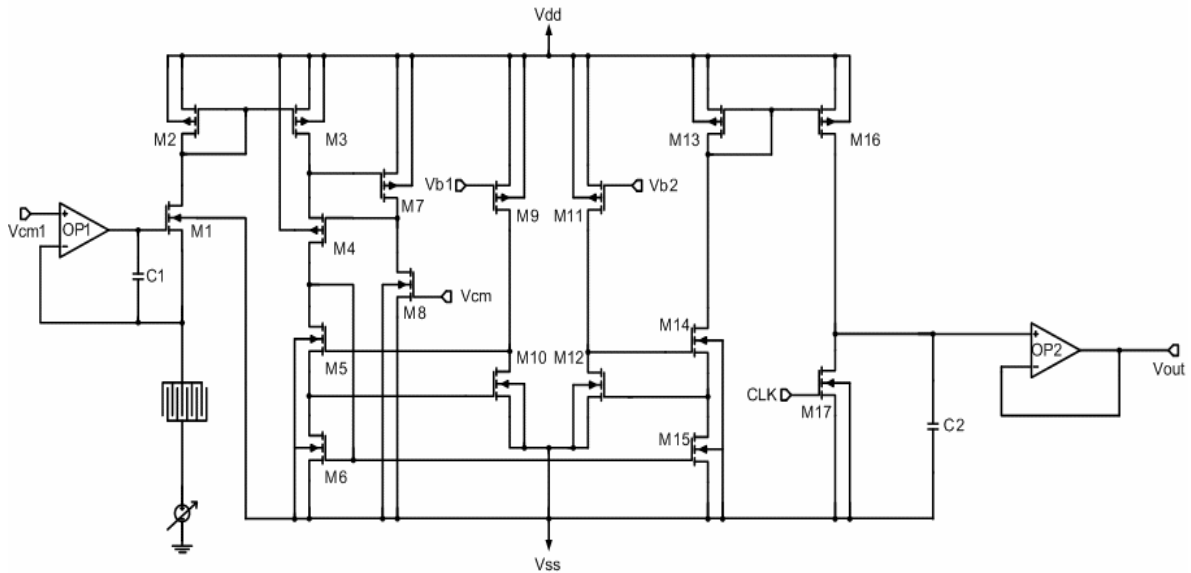 Vdd
M2
M3
M13
M16
M7
Vb1
M9
M11
Vb2
Vcm1
+
-
OP1
M1
M4
C1
M8
Vcm
M5
M10
M12
M14
+
-
OP2
Vout
CLK
M17
C2
M6
M15
Vss